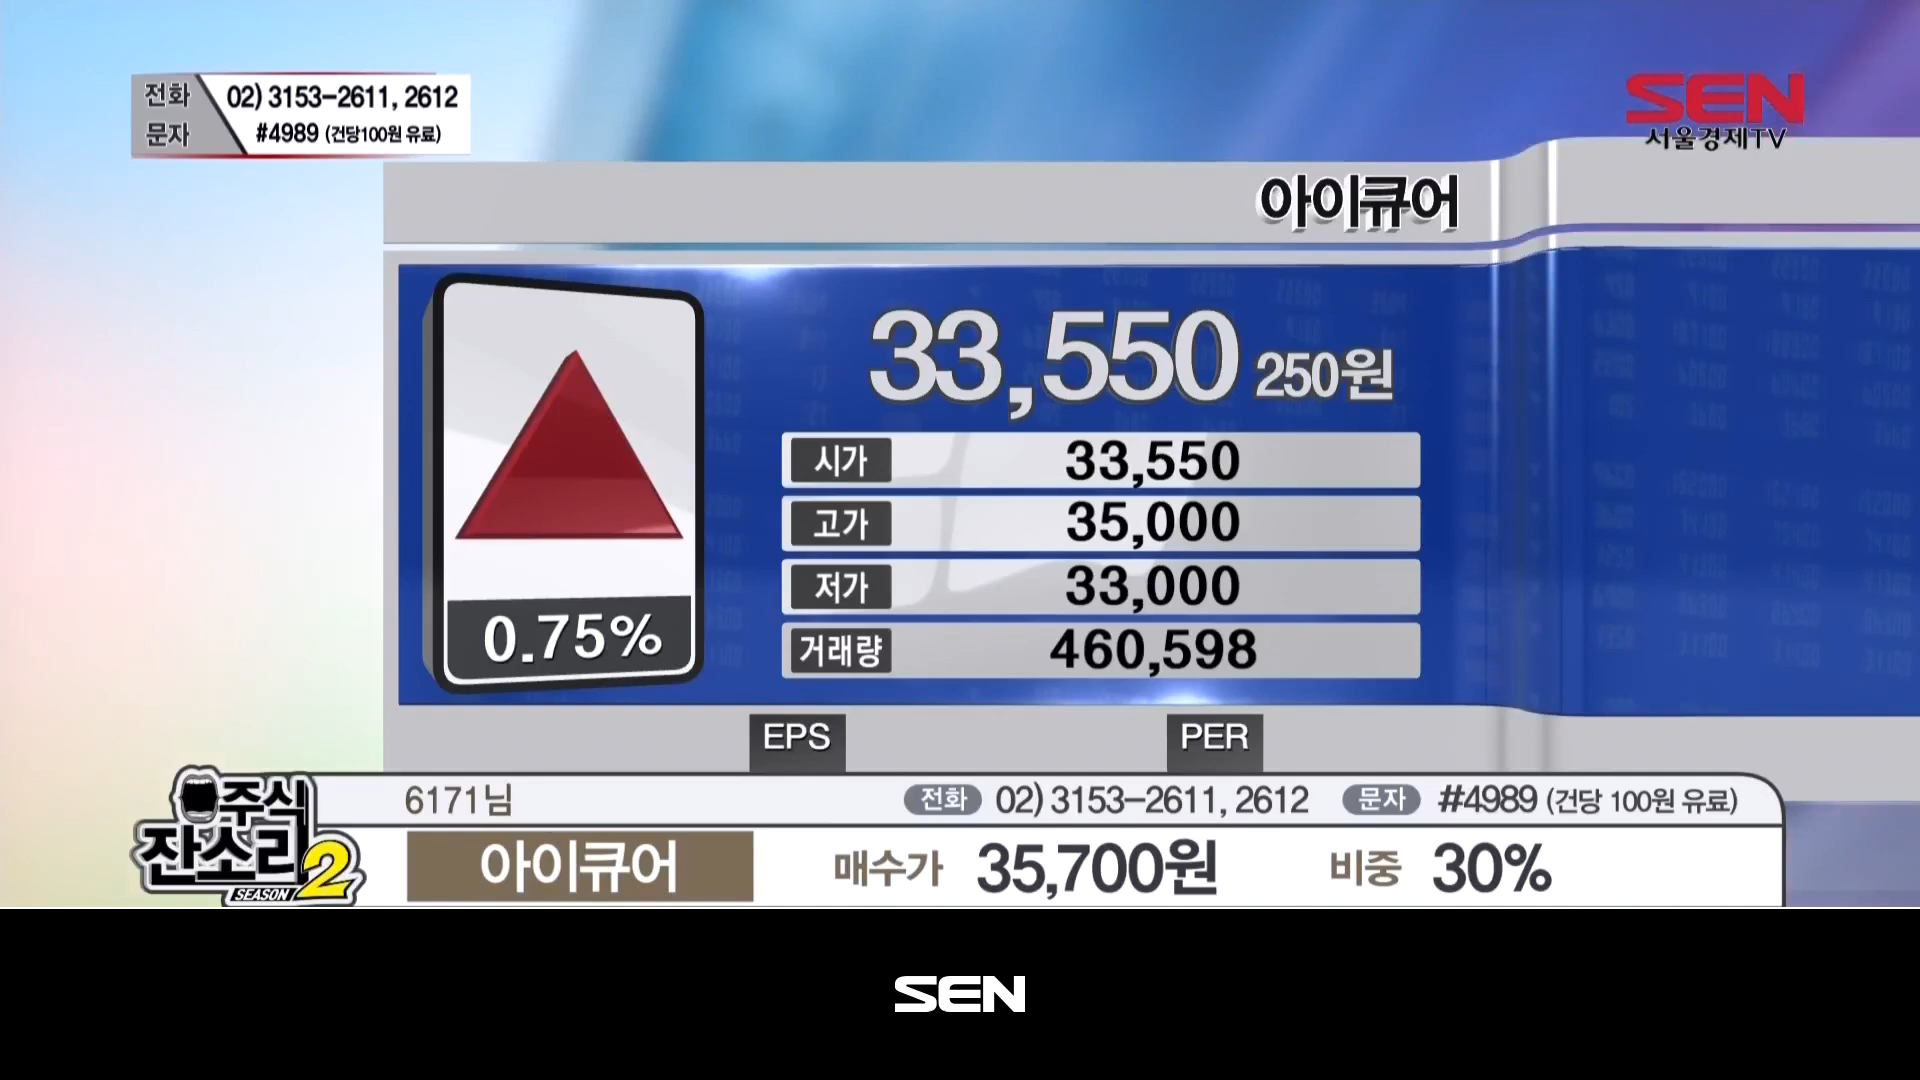 전화 02) 3153-2611, 2612
문자 #4989 (건당100원 유료)
SEN
서울경제TV
아이큐어
33,550 250원
시가 33,550
고가 35,000
저가 33,000
거래량 460,598
0.75%
EPS PER
주식
잔소리2
SEASON
6171님 전화 02) 3153-2611, 2612 문자 #4989 (건당 100원 유료)
아이큐어 매수가 35,700원 비중 30%
SEN